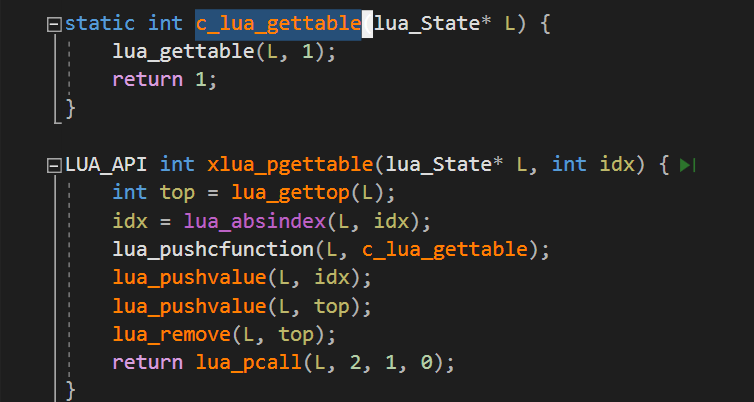 static int c_lua_gettable(lua_State* L) {
    lua_gettable(L, 1);
    return 1;
}
LUA_API int xlua_pgettable(lua_State* L, int idx) {
    int top = lua_gettop(L);
    idx = lua_absindex(L, idx);
    lua_pushcfunction(L, c_lua_gettable);
    lua_pushvalue(L, idx);
    lua_pushvalue(L, top);
    lua_remove(L, top);
    return lua_pcall(L, 2, 1, 0);
}